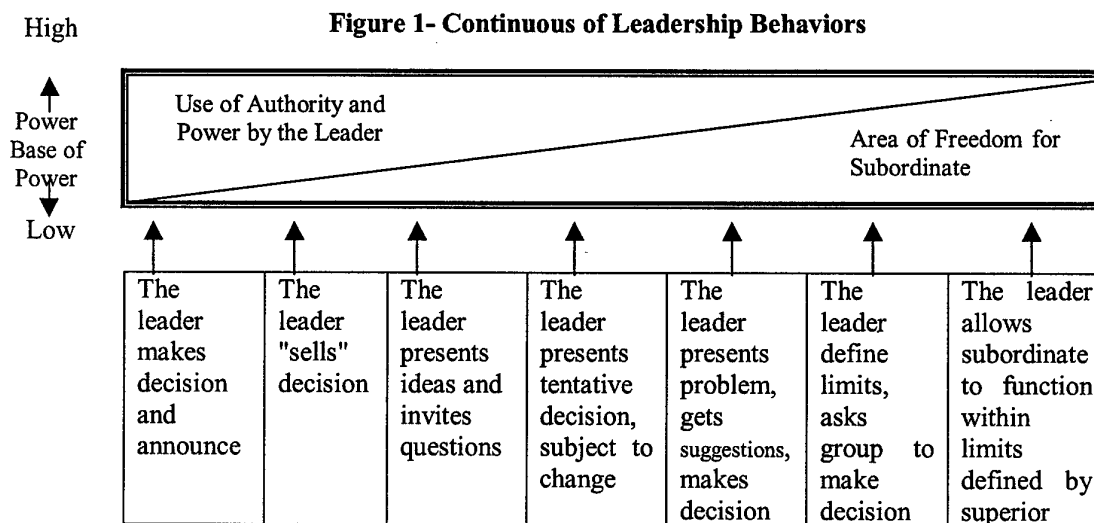 Figure 1- Continuous of Leadership Behaviors
High
Power
Base of
Power
Low
Use of Authority and
Power by the Leader
Area of Freedom for
Subordinate
The
leader
makes
decision
and
announce
The
leader
"sells"
decision
The
leader
presents
ideas and
invites
questions
The
leader
presents
tentative
decision,
subject to
change
The
leader
presents
problem,
gets
suggestions,
makes
decision
The
leader
define
limits,
asks
group to
make
decision
The leader
allows
subordinate
to function
within
limits
defined by
superior